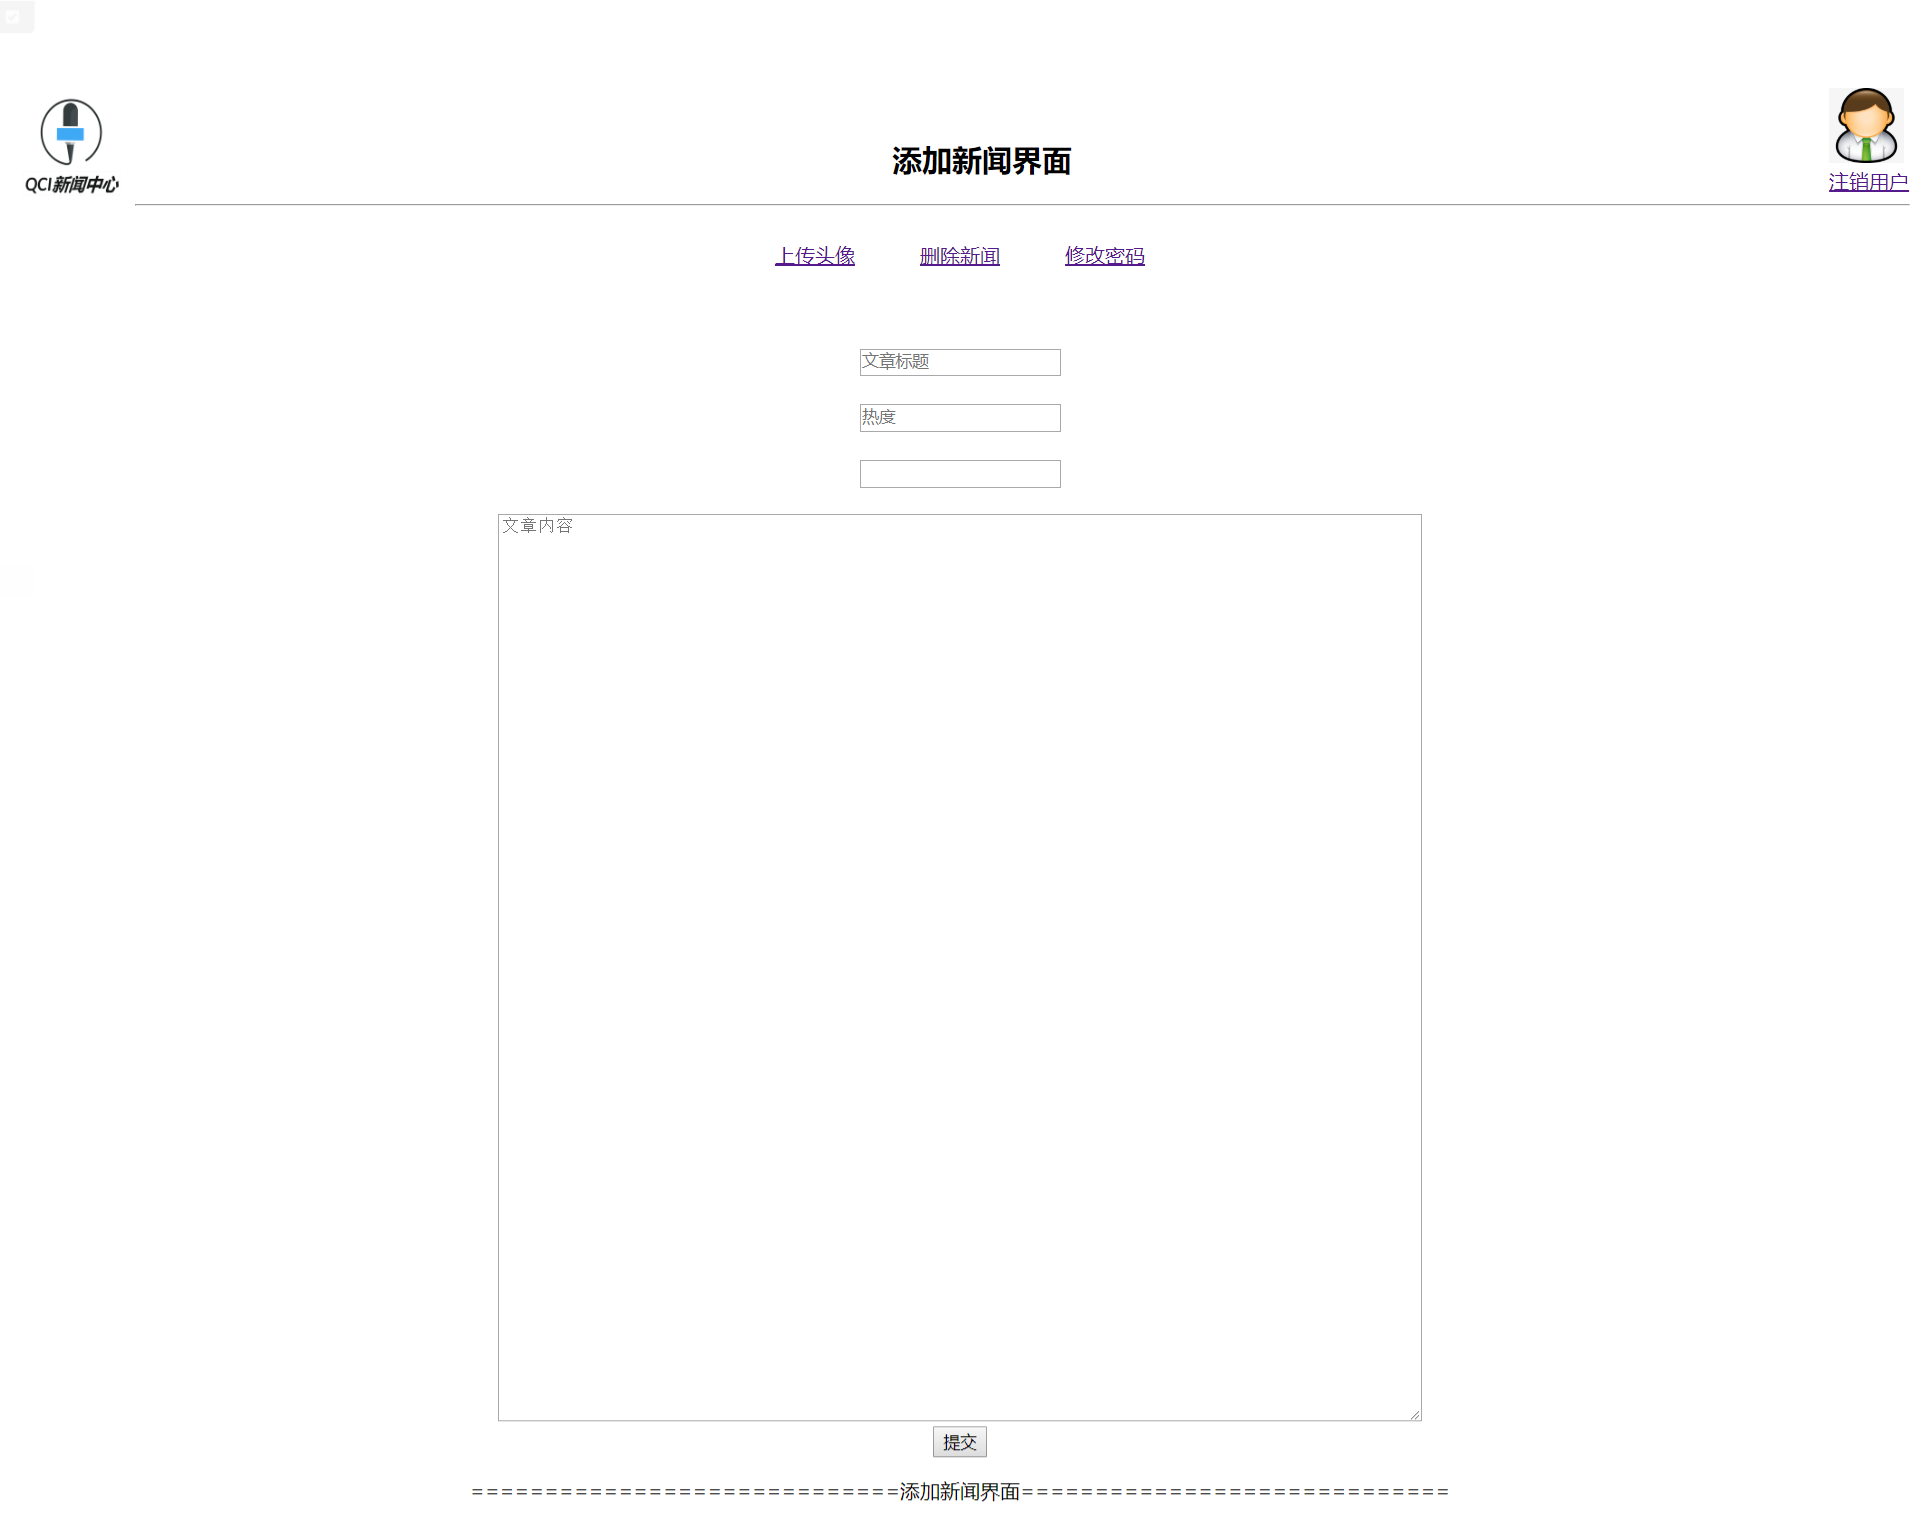 QCI新闻中心
添加新闻界面
注销用户
上传头像 删除新闻 修改密码
文章标题
热度
文章内容
提交
=============================添加新闻界面=============================